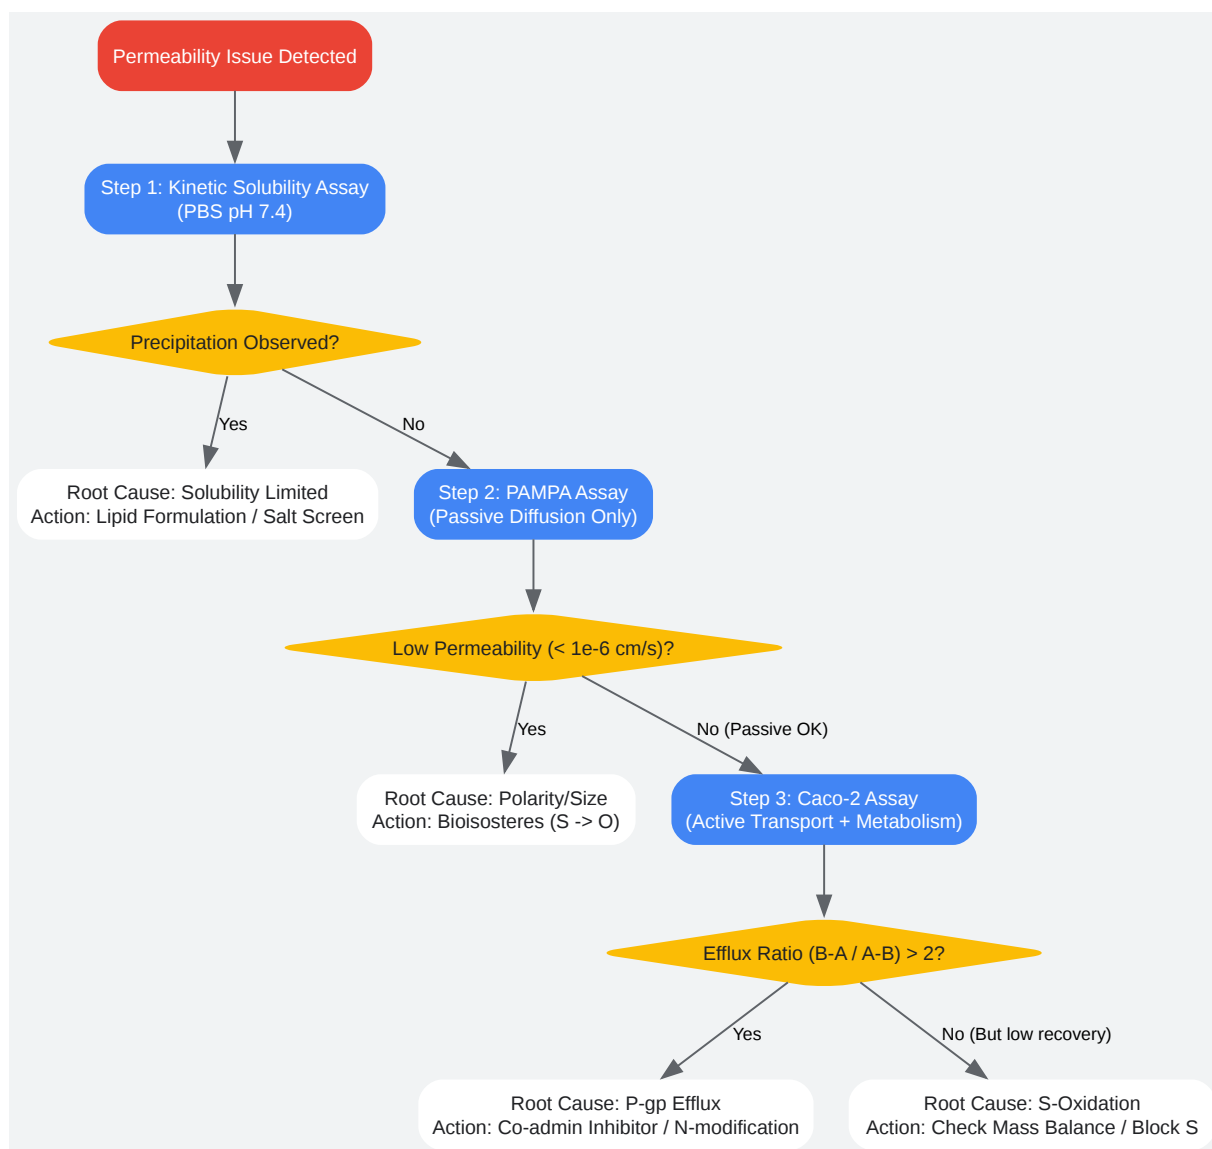 Permeability Issue Detected
Step 1: Kinetic Solubility Assay
(PBS pH 7.4)
Precipitation Observed?
Yes
No
Root Cause: Solubility Limited
Action: Lipid Formulation / Salt Screen
Step 2: PAMPA Assay
(Passive Diffusion Only)
Low Permeability (< 1e-6 cm/s)?
Yes
No (Passive OK)
Root Cause: Polarity/Size
Action: Bioisosteres (S -> O)
Step 3: Caco-2 Assay
(Active Transport + Metabolism)
Efflux Ratio (B-A / A-B) > 2?
Yes
No (But low recovery)
Root Cause: P-gp Efflux
Action: Co-admin Inhibitor / N-modification
Root Cause: S-Oxidation
Action: Check Mass Balance / Block S